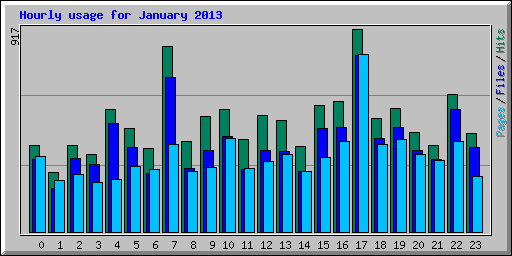 Hourly usage for January 2013
917
Pages / Files / Hits
0 1 2 3 4 5 6 7 8 9 10 11 12 13 14 15 16 17 18 19 20 21 22 23